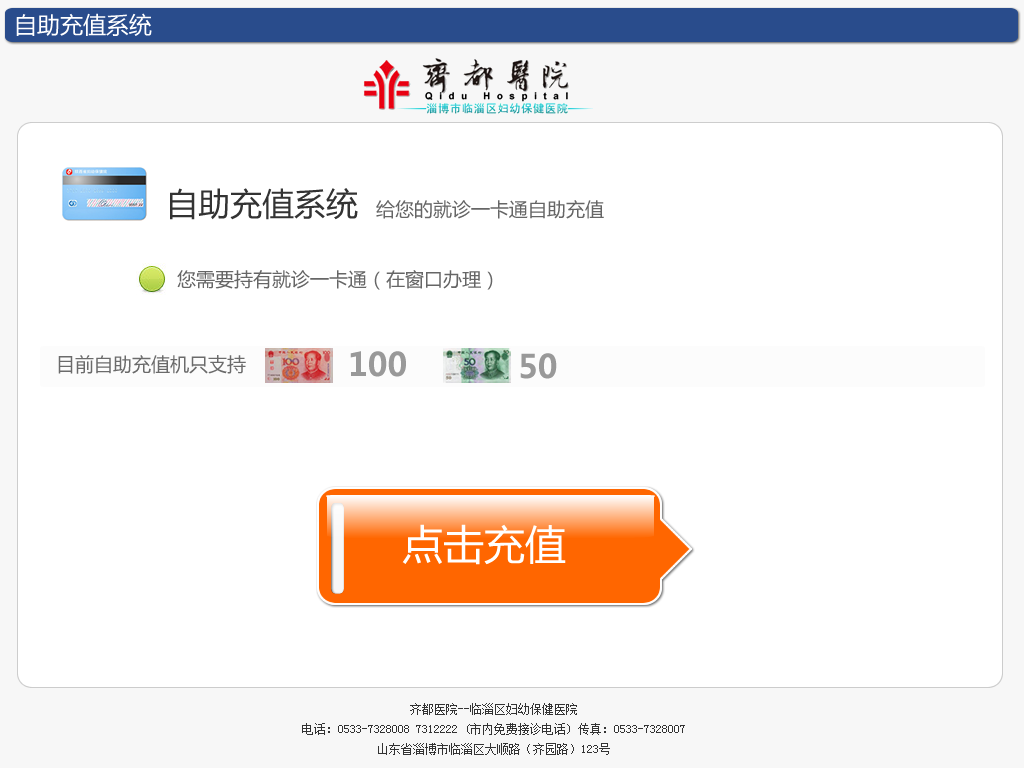 自助充值系统
齊都醫院
Qidu Hospital
淄博市临淄区妇幼保健医院
自助充值系统 给您的就诊一卡通自助充值
您需要持有就诊一卡通（在窗口办理）
目前自助充值机只支持 100 50
点击充值
齐都医院--临淄区妇幼保健医院
电话：0533-7328008 7312222（市内免费接诊电话）传真：0533-7328007
山东省淄博市临淄区大顺路（齐园路）123号